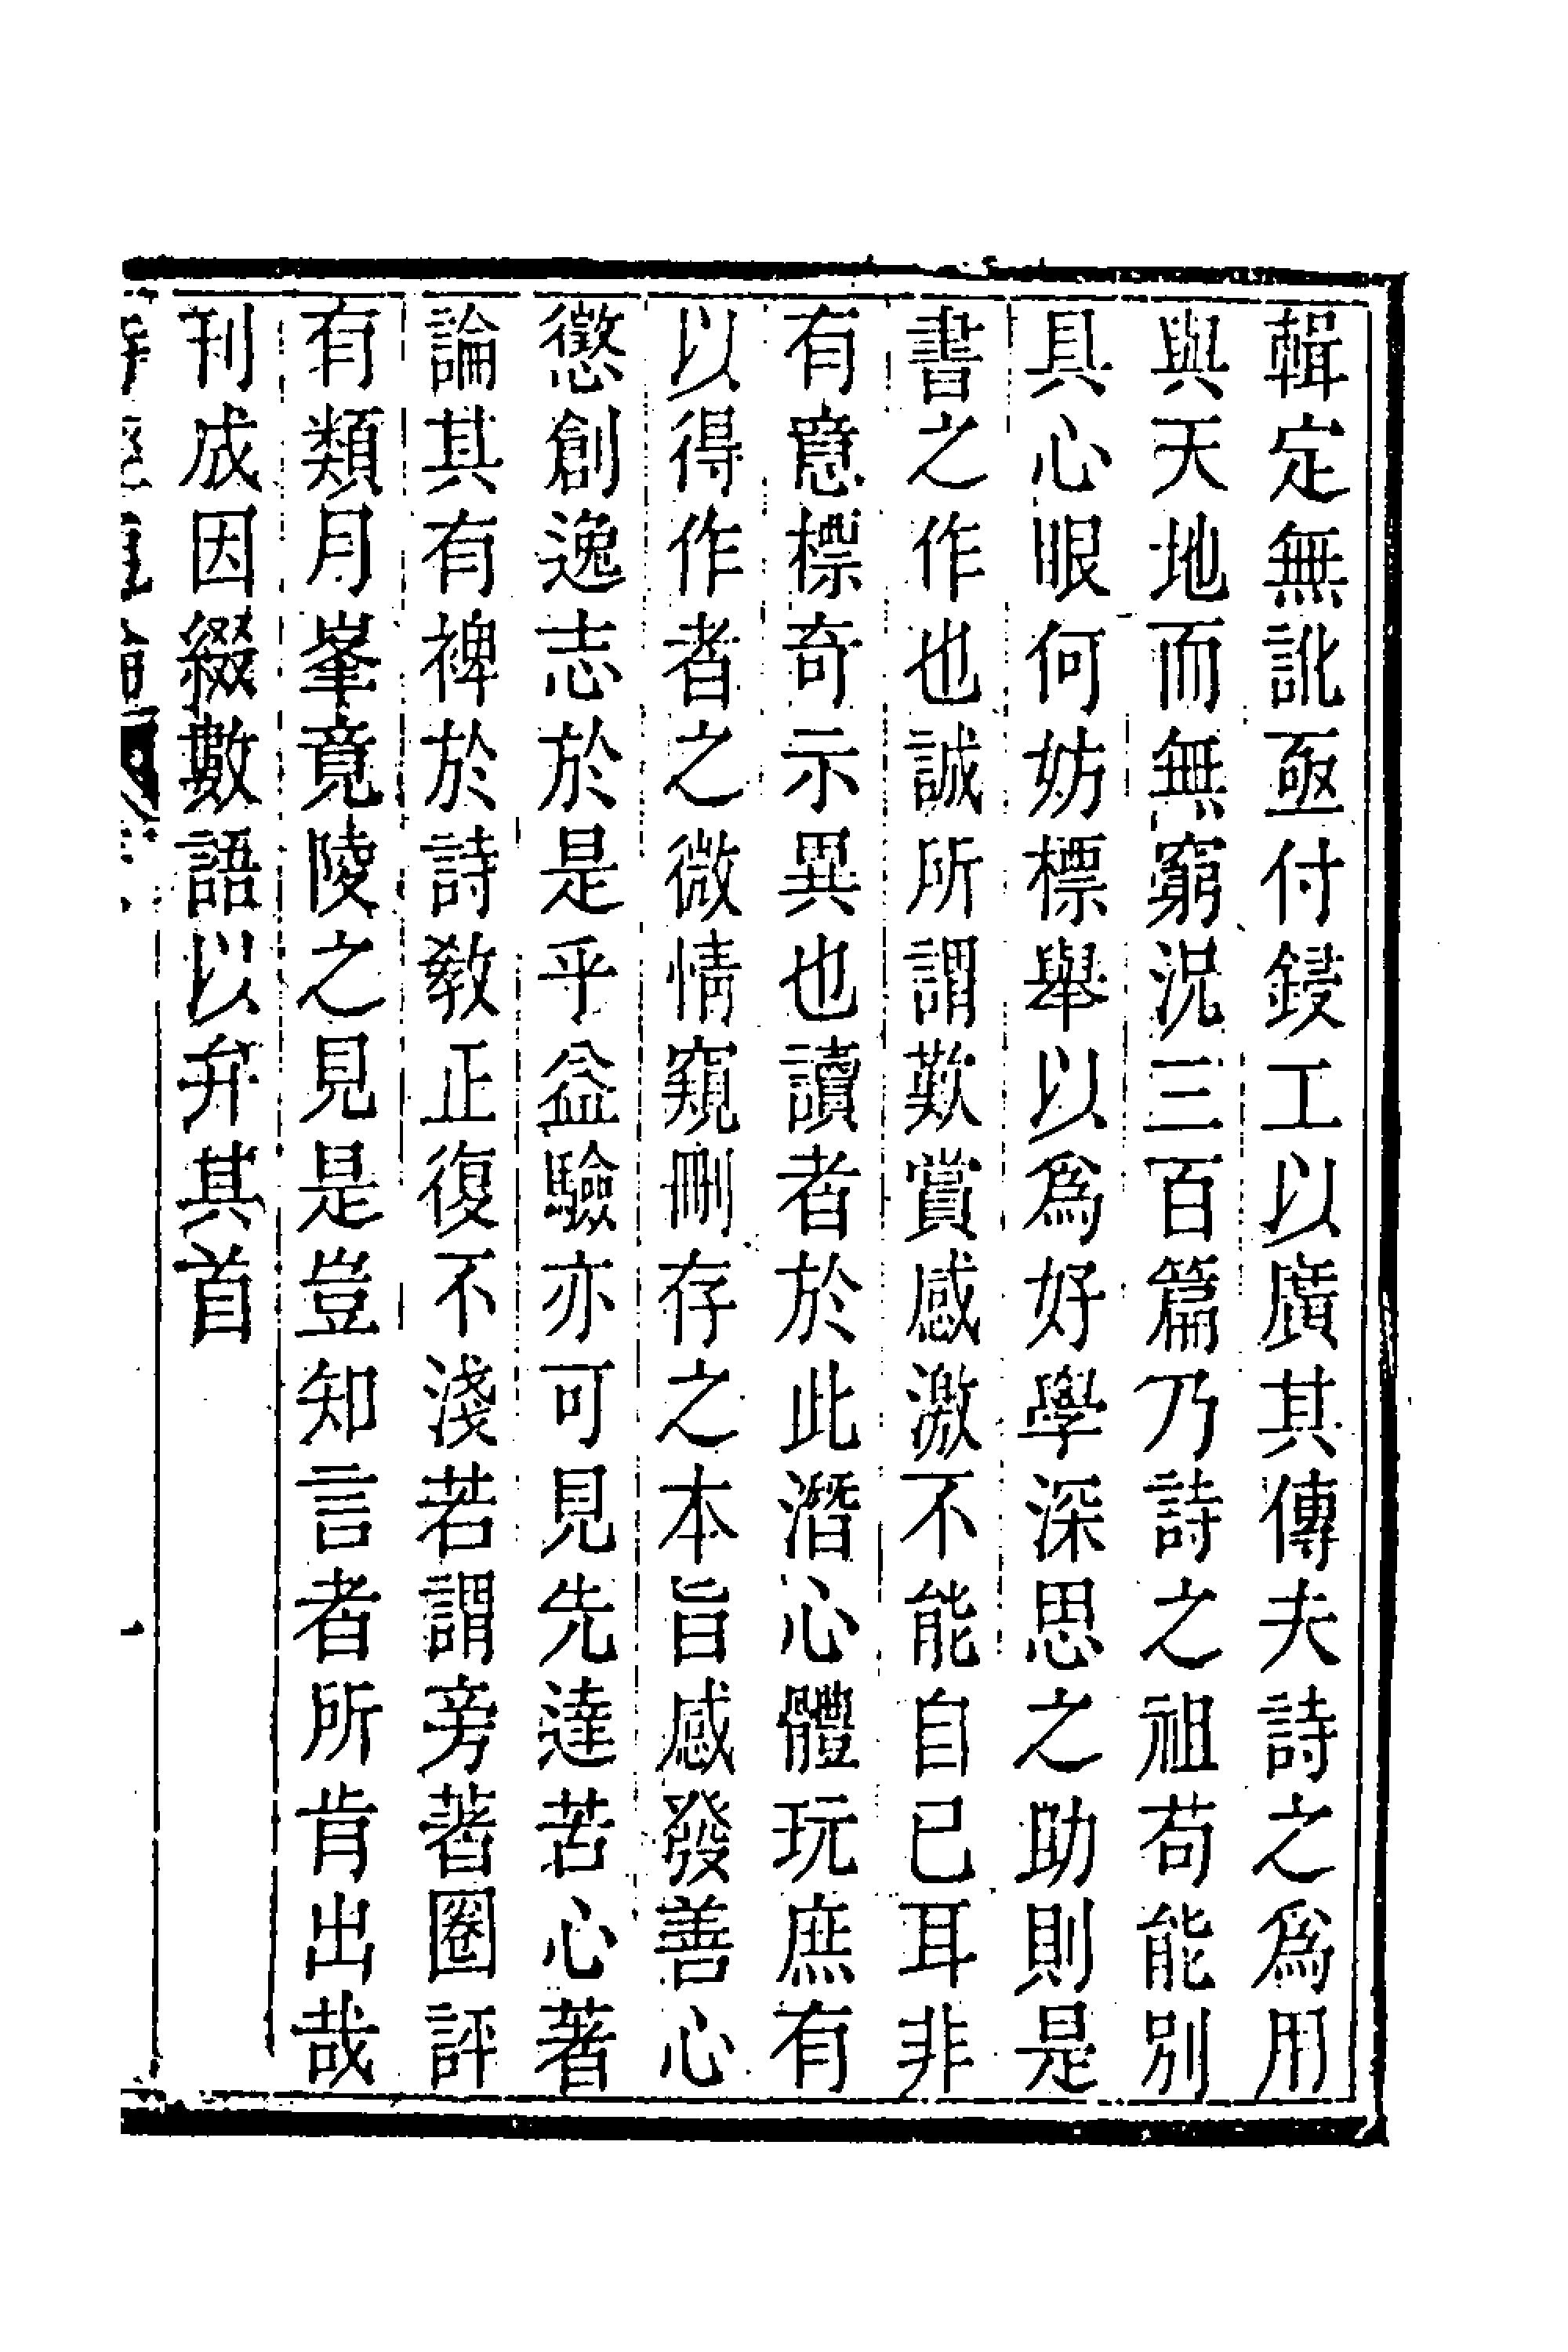 輯定無訛亟付鋟工以廣其傳夫詩之爲用
與天地而無窮況三百篇乃詩之祖苟能別
具心眼何妨標舉以爲好學深思之助則是
書之作也誠所謂歎賞感激不能自已耳非
有意標奇示異也讀者於此潛心體玩庶有
以得作者之微情窺刪存之本旨感發善心
懲創逸志於是乎益驗亦可見先達苦心著
論其有裨於詩教正復不淺若謂旁著圈評
有類月峯竟陵之見是豈知言者所肯出哉
刊成因綴數語以弁其首